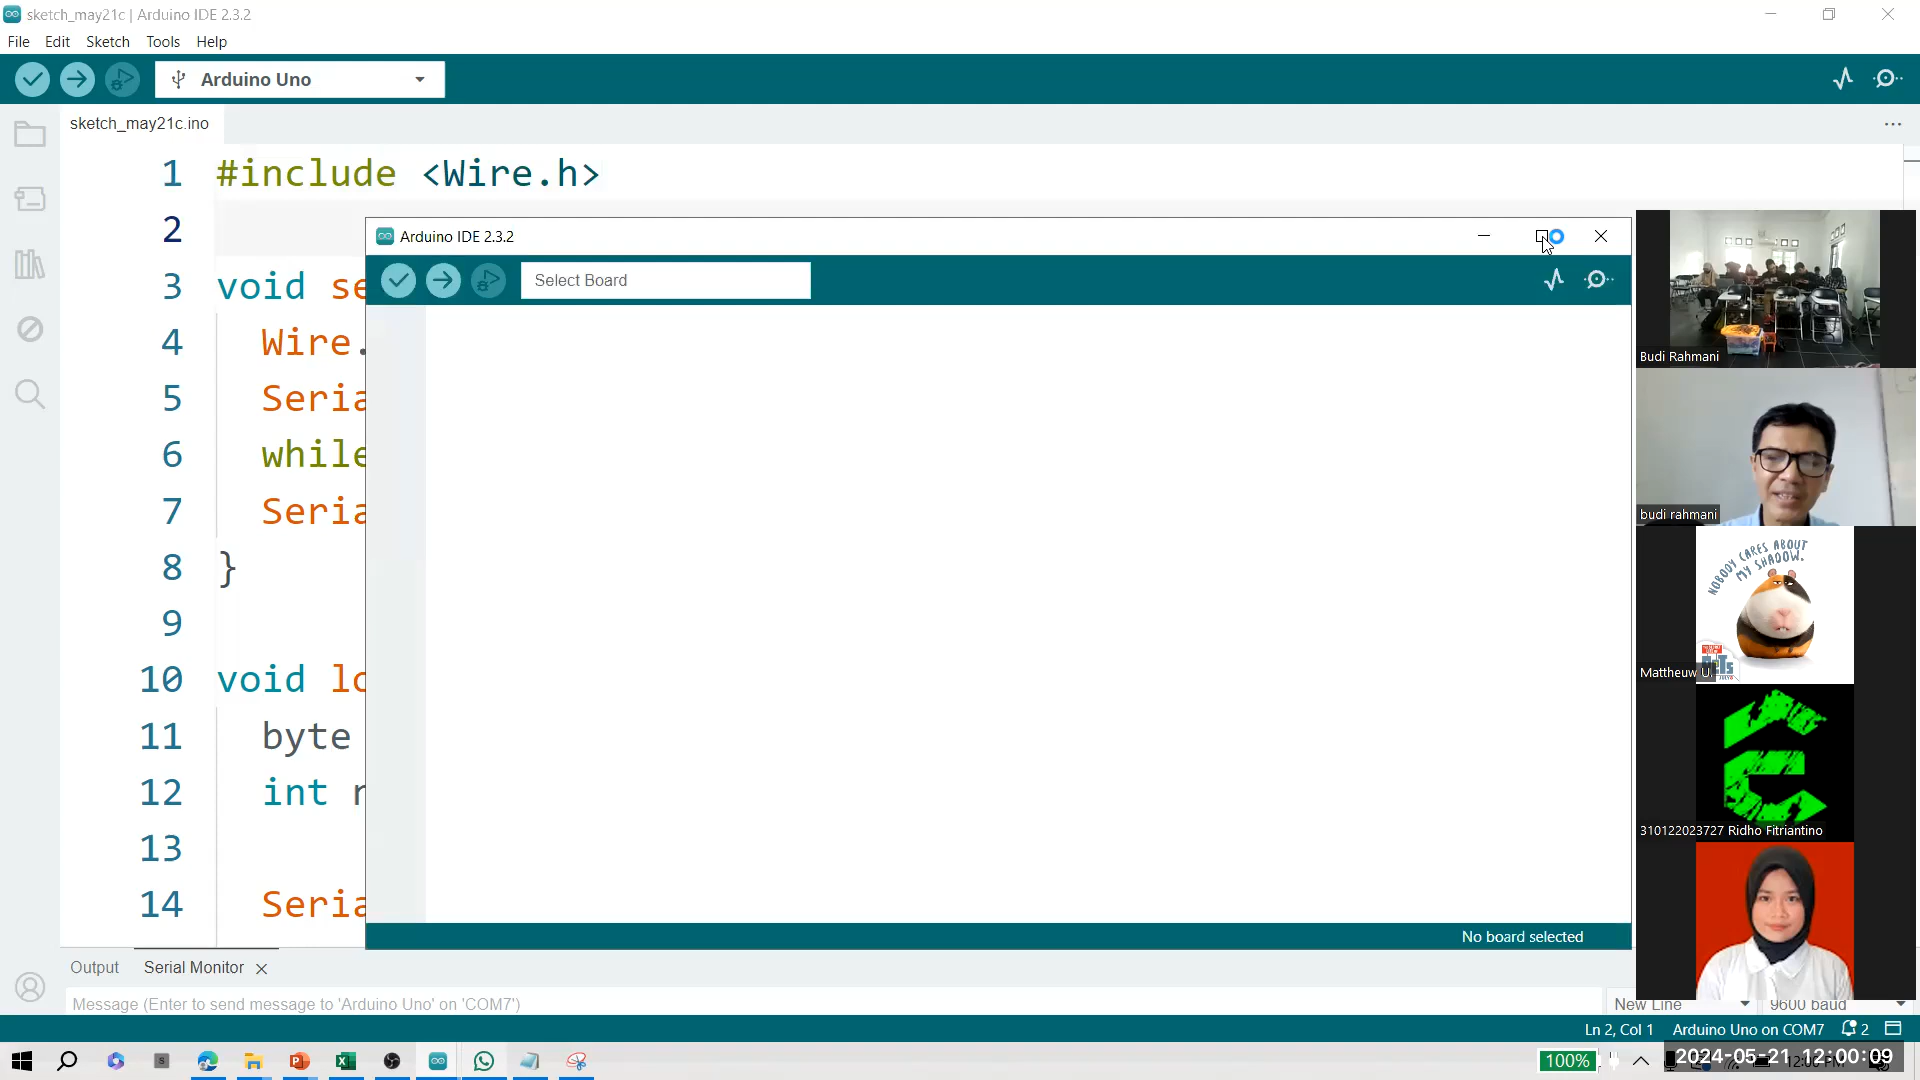 sketch_may21c | Arduino IDE 2.3.2
File Edit Sketch Tools Help
Arduino Uno
sketch_may21c.ino
1 #include <Wire.h>
2
3 void se
4 Wire.
5 Seria
6 while
7 Seria
8 }
9
10 void lo
11 byte
12 int
13
14 Seria
Arduino IDE 2.3.2
Select Board
No board selected
Budi Rahmani
budi rahmani
NOBODY CARES ABOUT
MY SHADOW.
Mattheuw U.
310122023727 Ridho Fitriantino
Output Serial Monitor
Message (Enter to send message to 'Arduino Uno' on 'COM7')
New Line 9600 baud
Ln 2, Col 1 Arduino Uno on COM7 2
100%
2024-05-21 12:00:09